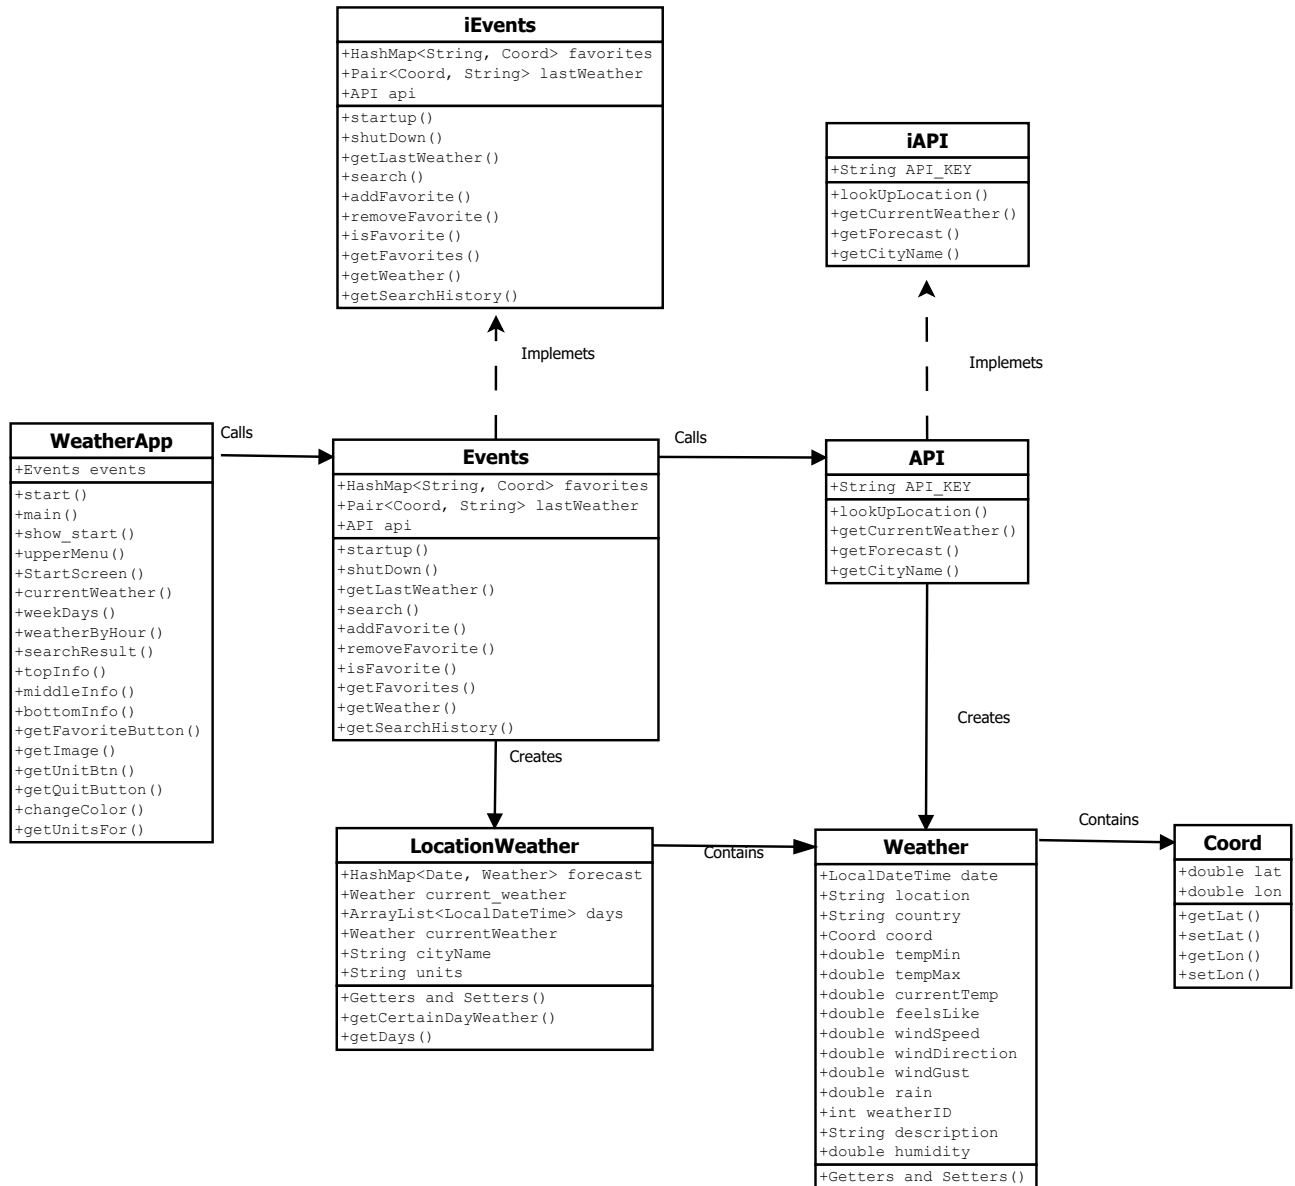 iEvents
+HashMap<String, Coord> favorites
+Pair<Coord, String> lastWeather
+API api
+startup()
+shutDown()
+getLastWeather()
+search()
+addFavorite()
+removeFavorite()
+isFavorite()
+getFavorites()
+getWeather()
+getSearchHistory()
iAPI
+String API_KEY
+lookUpLocation()
+getCurrentWeather()
+getForecast()
+getCityName()
Implemets
Implemets
WeatherApp
+Events events
+start()
+main()
+show_start()
+upperMenu()
+StartScreen()
+currentWeather()
+weekDays()
+weatherByHour()
+searchResult()
+topInfo()
+middleInfo()
+bottomInfo()
+getFavoriteButton()
+getImage()
+getUnitBtn()
+getQuitButton()
+changeColor()
+getUnitsFor()
Calls
Events
+HashMap<String, Coord> favorites
+Pair<Coord, String> lastWeather
+API api
+startup()
+shutDown()
+getLastWeather()
+search()
+addFavorite()
+removeFavorite()
+isFavorite()
+getFavorites()
+getWeather()
+getSearchHistory()
Calls
API
+String API_KEY
+lookUpLocation()
+getCurrentWeather()
+getForecast()
+getCityName()
Creates
Creates
LocationWeather
+HashMap<Date, Weather> forecast
+Weather current_weather
+ArrayList<LocalDateTime> days
+Weather currentWeather
+String cityName
+String units
+Getters and Setters()
+getCertainDayWeather()
+getDays()
Contains
Weather
+LocalDateTime date
+String location
+String country
+Coord coord
+double tempMin
+double tempMax
+double currentTemp
+double feelsLike
+double windSpeed
+double windDirection
+double windGust
+double rain
+int weatherID
+String description
+double humidity
+Getters and Setters()
Contains
Coord
+double lat
+double lon
+getLat()
+setLat()
+getLon()
+setLon()